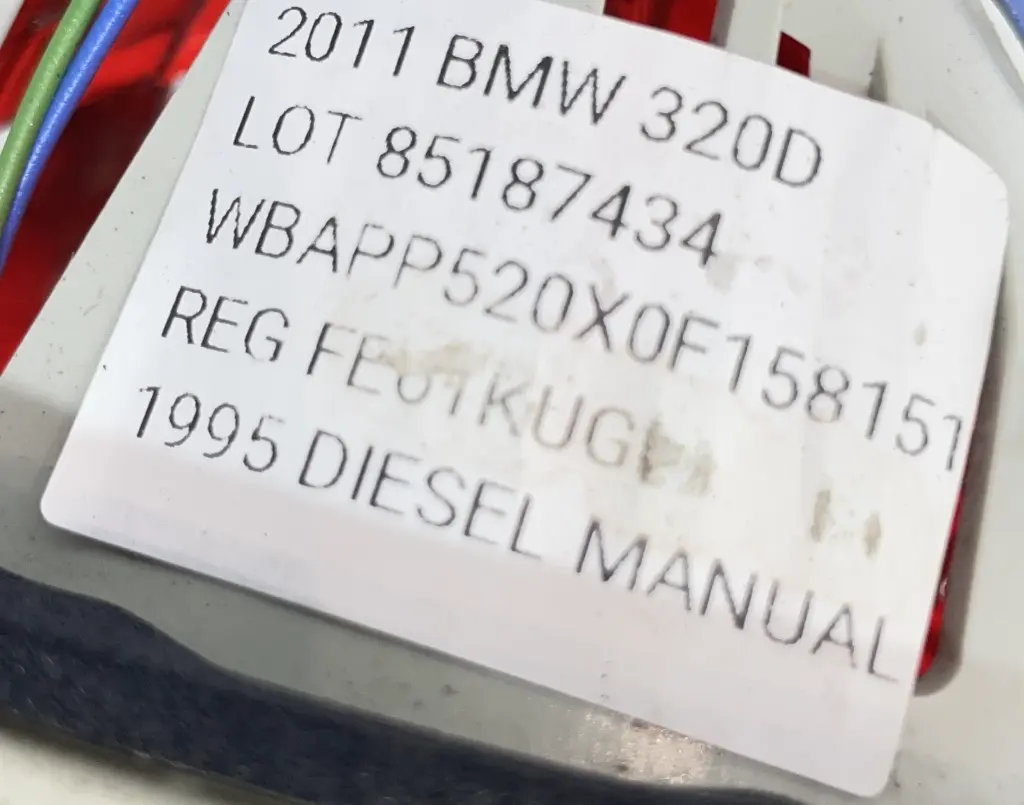 2011 BMW 320D
LOT 85187434
WBAPP520X0F158151
REG
1995 DIESEL MANUAL